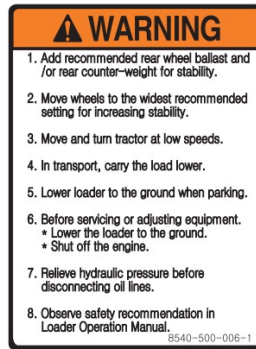 WARNING
1. Add recommended rear wheel ballast and
/or rear counter-weight for stability.
2. Move wheels to the widest recommended
setting for increasing stability.
3. Move and turn tractor at low speeds.
4. In transport, carry the load lower.
5. Lower loader to the ground when parking.
6. Before servicing or adjusting equipment.
* Lower the loader to the ground.
* Shut off the engine.
7. Relieve hydraulic pressure before
disconnecting oil lines.
8. Observe safety recommendation in
Loader Operation Manual.
8540-500-006-1